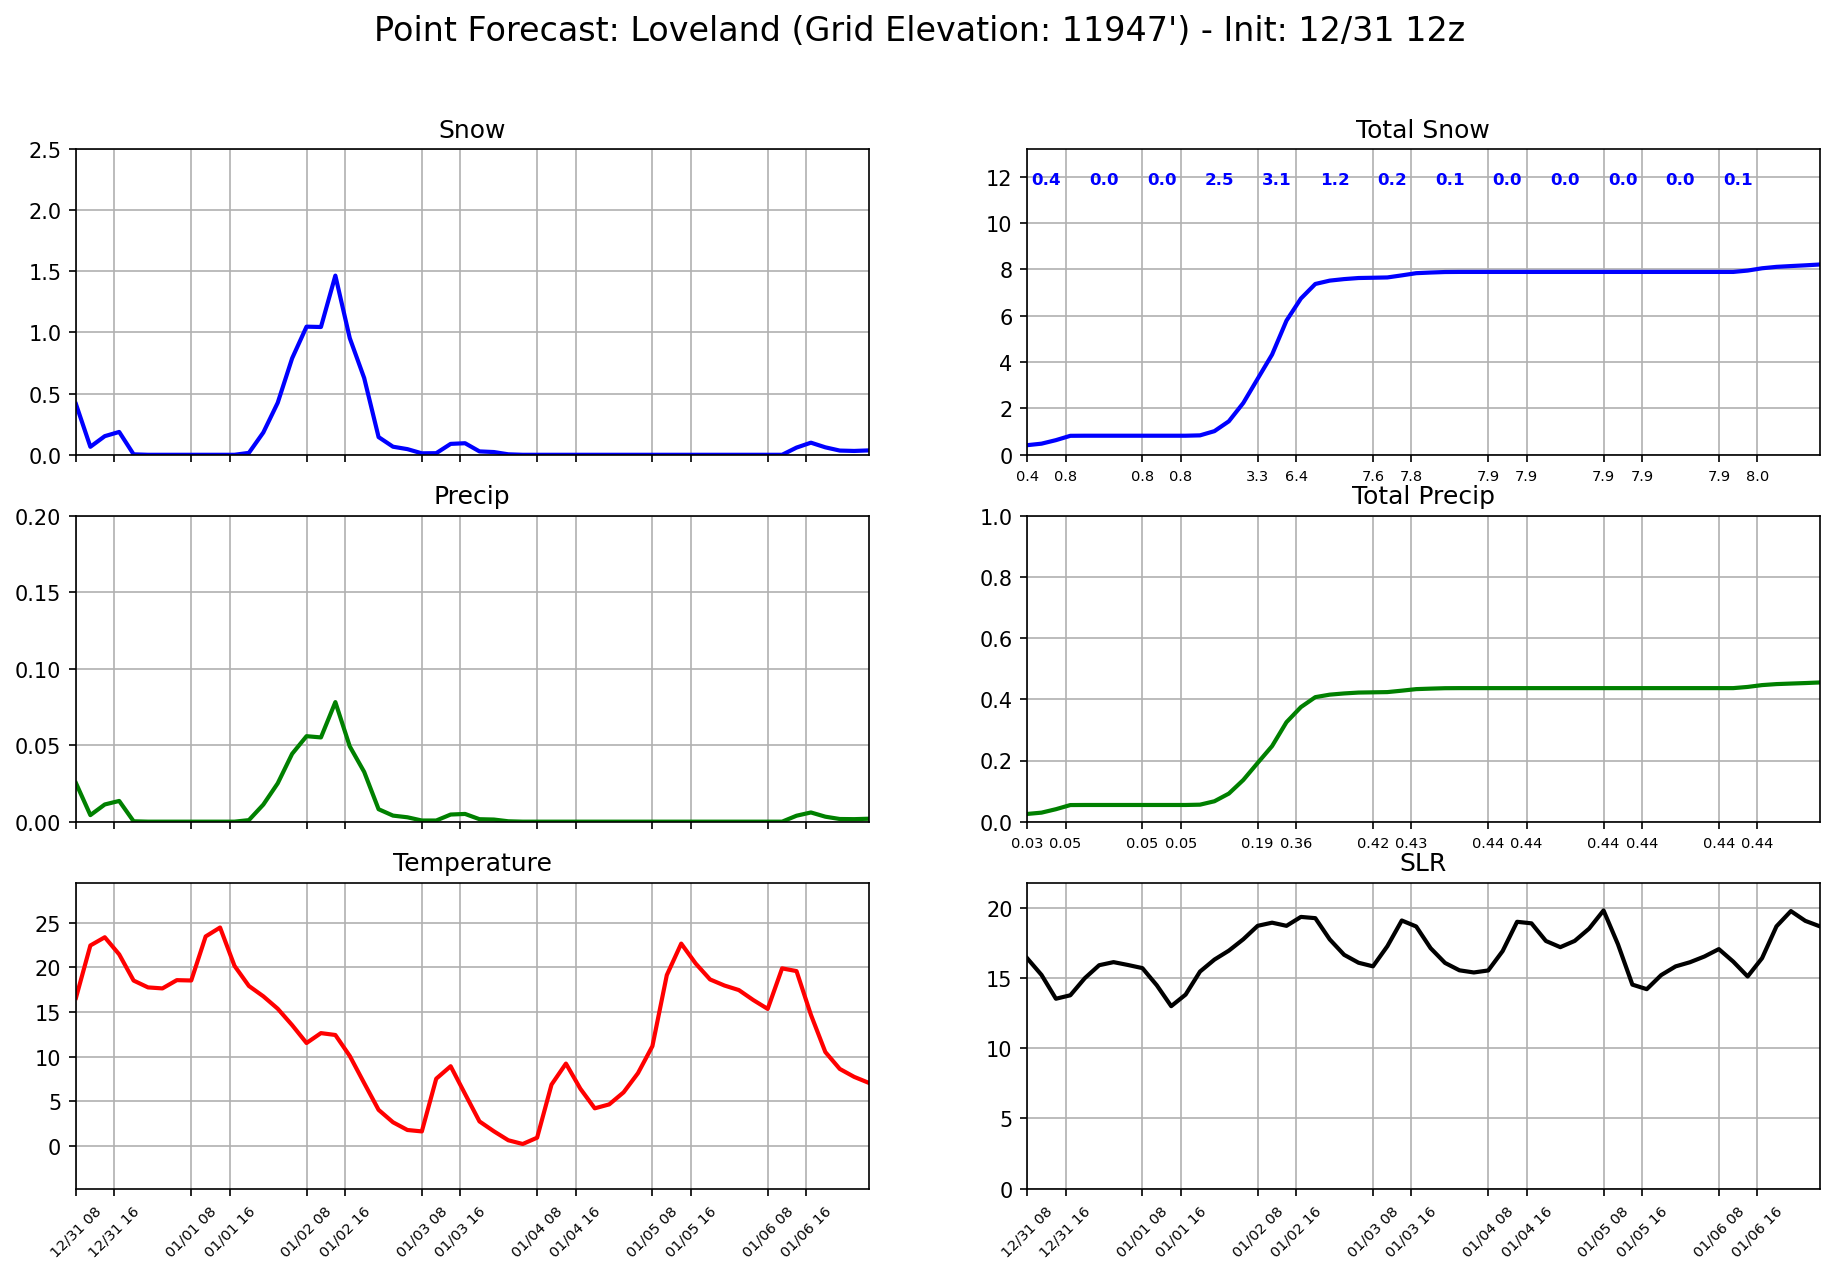 Point Forecast: Loveland (Grid Elevation: 11947') - Init: 12/31 12z
Snow
2.5
2.0
1.5
1.0
0.5
0.0
Total Snow
12
10
8
6
4
2
0
0.4 0.0 0.0 2.5 3.1 1.2 0.2 0.1 0.0 0.0 0.0 0.0 0.1
0.4 0.8 0.8 0.8 3.3 6.4 7.6 7.8 7.9 7.9 7.9 7.9 7.9 8.0
Precip
0.20
0.15
0.10
0.05
0.00
Total Precip
1.0
0.8
0.6
0.4
0.2
0.0
0.03 0.05 0.05 0.05 0.19 0.36 0.42 0.43 0.44 0.44 0.44 0.44 0.44 0.44
Temperature
25
20
15
10
5
0
12/31 08 12/31 16 01/01 08 01/01 16 01/02 08 01/02 16 01/03 08 01/03 16 01/04 08 01/04 16 01/05 08 01/05 16 01/06 08 01/06 16
SLR
20
15
10
5
0
12/31 08 12/31 16 01/01 08 01/01 16 01/02 08 01/02 16 01/03 08 01/03 16 01/04 08 01/04 16 01/05 08 01/05 16 01/06 08 01/06 16